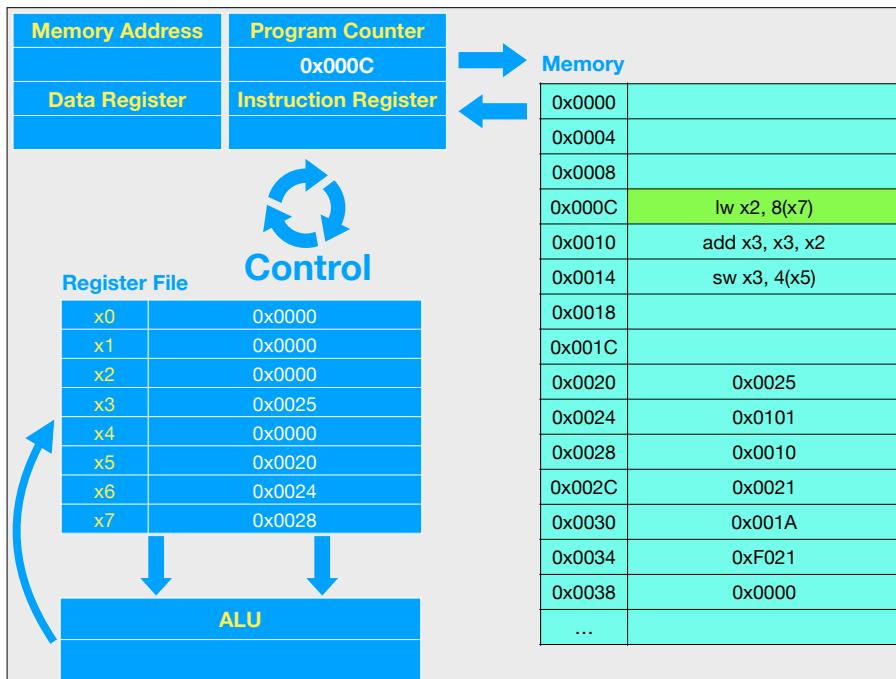 Memory Address Program Counter
0x000C
Data Register Instruction Register
Control
Register File
x0 0x0000
x1 0x0000
x2 0x0000
x3 0x0025
x4 0x0000
x5 0x0020
x6 0x0024
x7 0x0028
ALU
Memory
0x0000
0x0004
0x0008
0x000C lw x2, 8(x7)
0x0010 add x3, x3, x2
0x0014 sw x3, 4(x5)
0x0018
0x001C
0x0020 0x0025
0x0024 0x0101
0x0028 0x0010
0x002C 0x0021
0x0030 0x001A
0x0034 0xF021
0x0038 0x0000
…